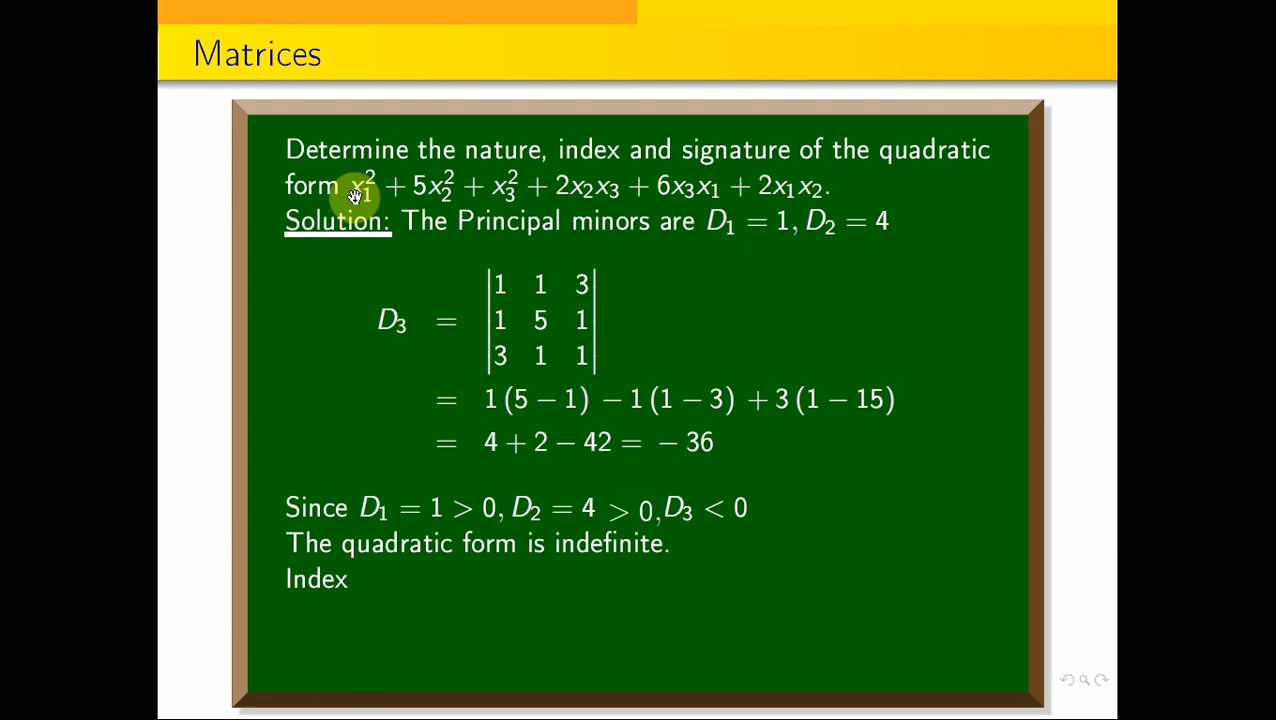 Matrices
Determine the nature, index and signature of the quadratic
form x₁² + 5x₂² + x₃² + 2x₂x₃ + 6x₃x₁ + 2x₁x₂.
Solution: The Principal minors are D₁ = 1, D₂ = 4
D₃ = |1 1 3|
|1 5 1|
|3 1 1|
= 1(5 − 1) − 1(1 − 3) + 3(1 − 15)
= 4 + 2 − 42 = − 36
Since D₁ = 1 > 0, D₂ = 4 > 0, D₃ < 0
The quadratic form is indefinite.
Index